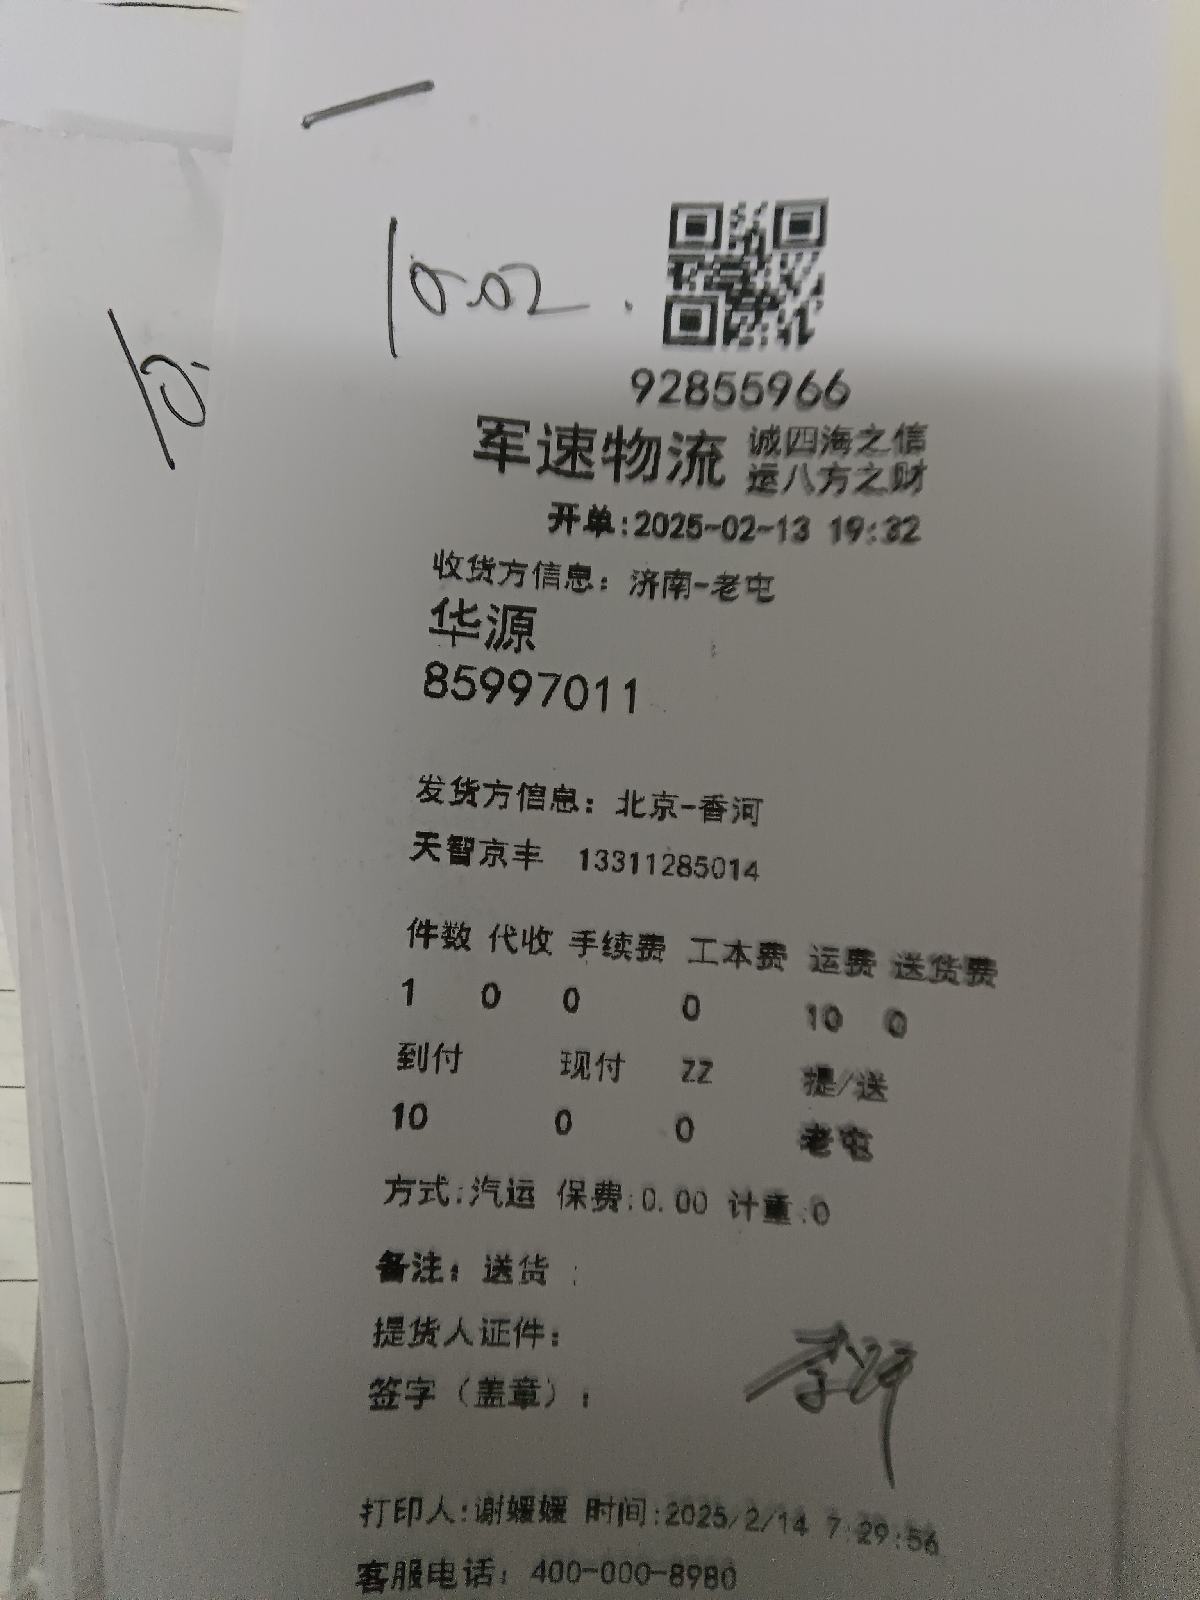 10.02.
10.
92855966
军速物流 诚四海之信
运八方之财
开单:2025-02-13 19:32
收货方信息：济南-老屯
华源
85997011
发货方信息：北京-香河
天智京丰 13311285014
件数 代收 手续费 工本费 运费 送货费
1 0 0 0 10 0
到付 现付 ZZ 提/送
10 0 0 老屯
方式:汽运 保费:0.00 计重:0
备注：送货 :
提货人证件：
签字（盖章）：
打印人:谢媛媛 时间:2025/2/14 7:29:56
客服电话：400-000-8980